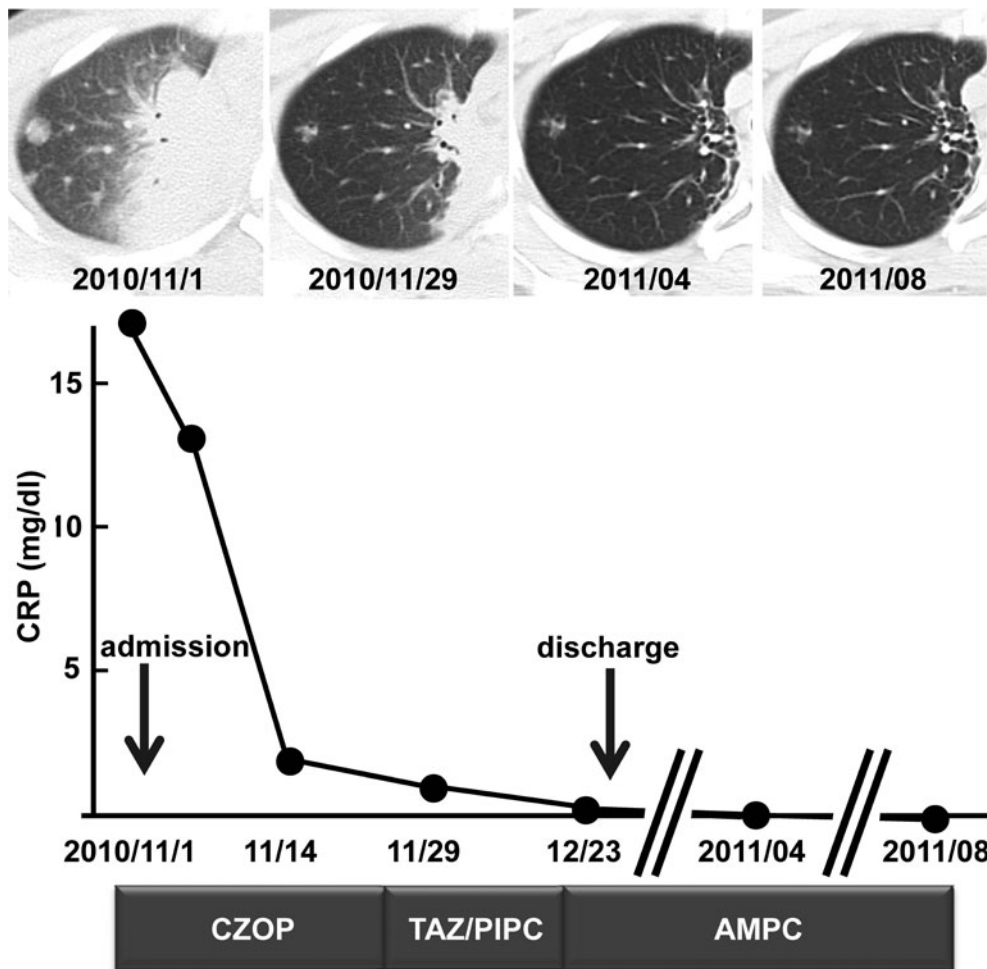 2010/11/1 2010/11/29 2011/04 2011/08
15
10
5
CRP (mg/dl)
admission
discharge
2010/11/1 11/14 11/29 12/23 2011/04 2011/08
CZOP TAZ/PIPC AMPC